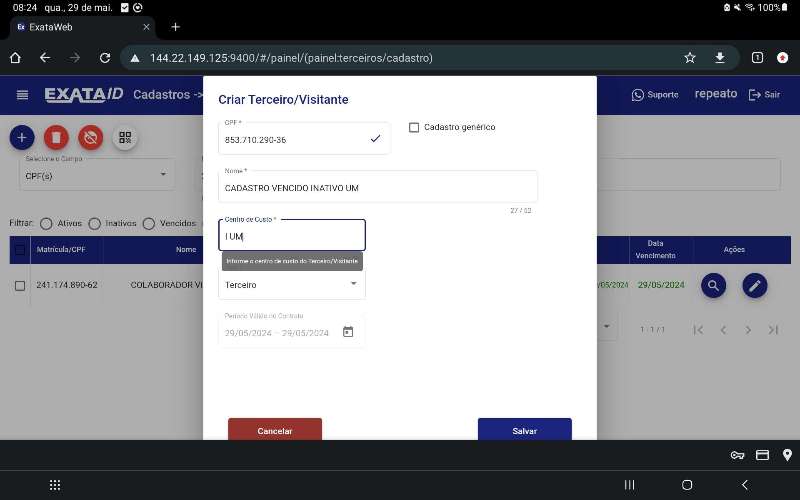 08:24 qua., 29 de mai. 100%
Ex ExataWeb
144.22.149.125:9400/#/painel/(painel:terceiros/cadastro) 1
EXATA ID Cadastros -> Suporte repeato Sair
Criar Terceiro/Visitante
CPF *
853.710.290-36
Cadastro genérico
Selecione o Campo
CPF(s)
Nome *
CADASTRO VENCIDO INATIVO UM
27 / 52
Filtrar: Ativos Inativos Vencidos
Centro de Custo *
I UM
Informe o centro de custo do Terceiro/Visitante
Matrícula/CPF Nome Data Vencimento Ações
241.174.890-62 COLABORADOR VI /05/2024 29/05/2024
Terceiro
Período Válido no Contrato
29/05/2024 – 29/05/2024
1 - 1 / 1
Cancelar Salvar